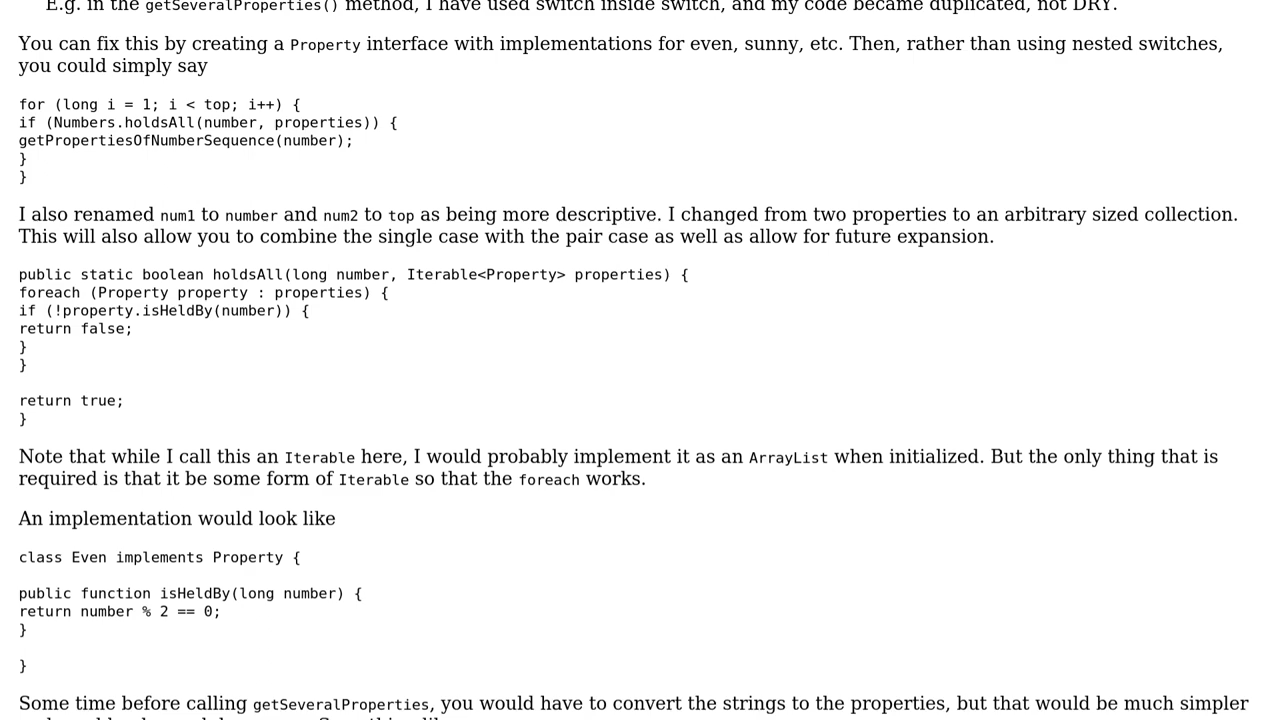 E.g. in the getSeveralProperties() method, I have used switch inside switch, and my code became duplicated, not DRY.
You can fix this by creating a Property interface with implementations for even, sunny, etc. Then, rather than using nested switches,
you could simply say
for (long i = 1; i < top; i++) {
if (Numbers.holdsAll(number, properties)) {
getPropertiesOfNumberSequence(number);
}
}
I also renamed num1 to number and num2 to top as being more descriptive. I changed from two properties to an arbitrary sized collection.
This will also allow you to combine the single case with the pair case as well as allow for future expansion.
public static boolean holdsAll(long number, Iterable<Property> properties) {
foreach (Property property : properties) {
if (!property.isHeldBy(number)) {
return false;
}
}
return true;
}
Note that while I call this an Iterable here, I would probably implement it as an ArrayList when initialized. But the only thing that is
required is that it be some form of Iterable so that the foreach works.
An implementation would look like
class Even implements Property {
public function isHeldBy(long number) {
return number % 2 == 0;
}
}
Some time before calling getSeveralProperties, you would have to convert the strings to the properties, but that would be much simpler